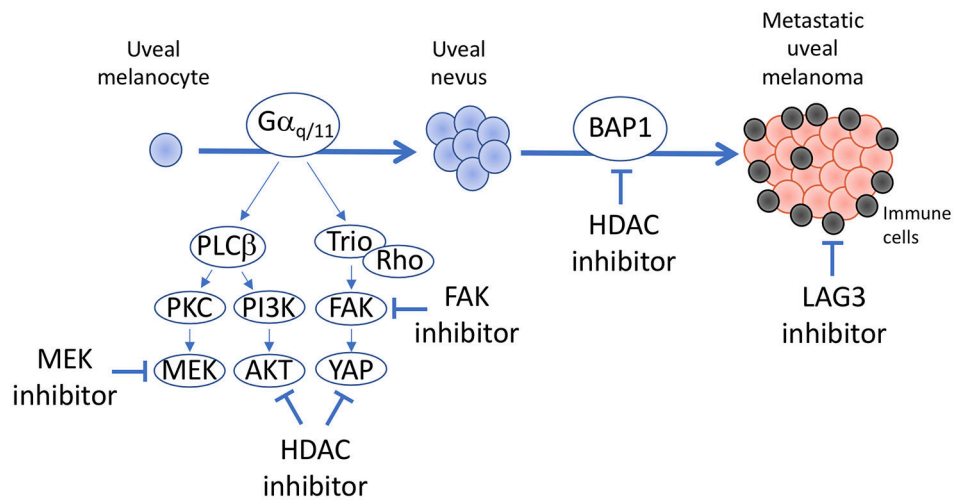 Uveal
melanocyte
Gαq/11
Uveal
nevus
BAP1
Metastatic
uveal
melanoma
Immune
cells
HDAC
inhibitor
LAG3
inhibitor
PLCβ
Trio
Rho
PKC
PI3K
FAK
FAK
inhibitor
MEK
inhibitor
MEK
AKT
YAP
HDAC
inhibitor